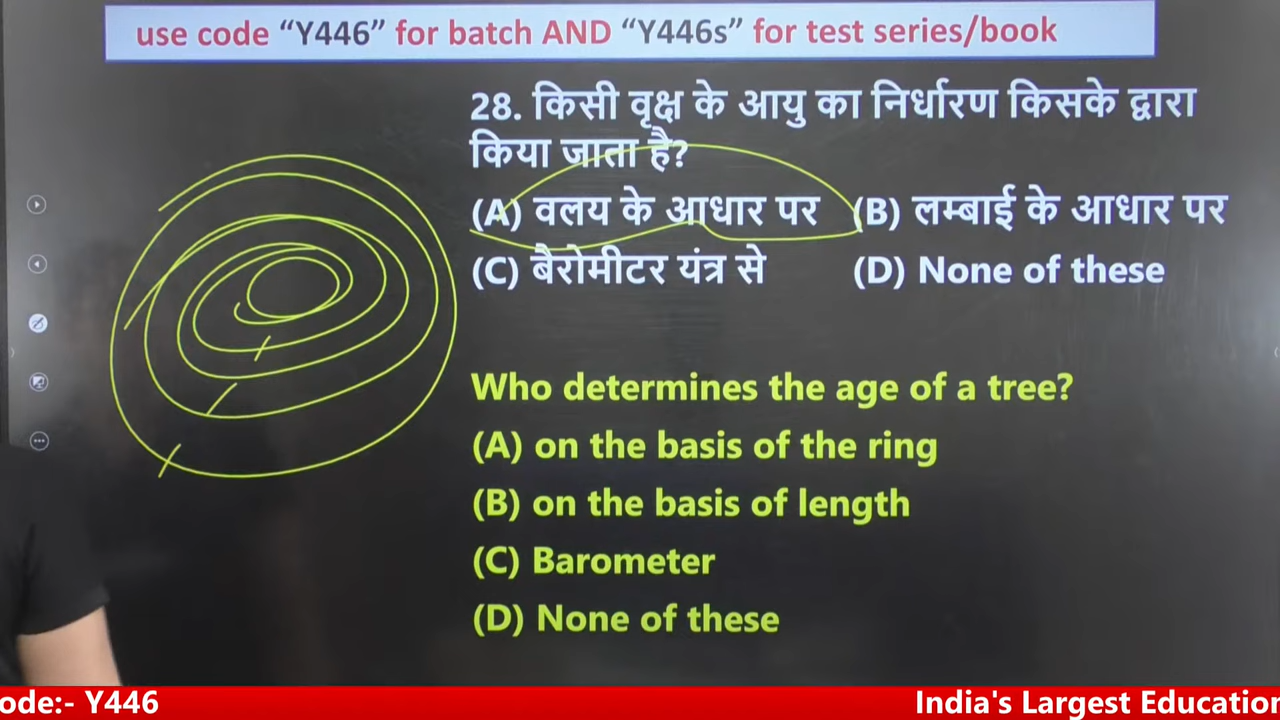 use code “Y446” for batch AND “Y446s” for test series/book
28. किसी वृक्ष के आयु का निर्धारण किसके द्वारा
किया जाता है?
(A) वलय के आधार पर (B) लम्बाई के आधार पर
(C) बैरोमीटर यंत्र से (D) None of these
Who determines the age of a tree?
(A) on the basis of the ring
(B) on the basis of length
(C) Barometer
(D) None of these
ode:- Y446 India's Largest Education